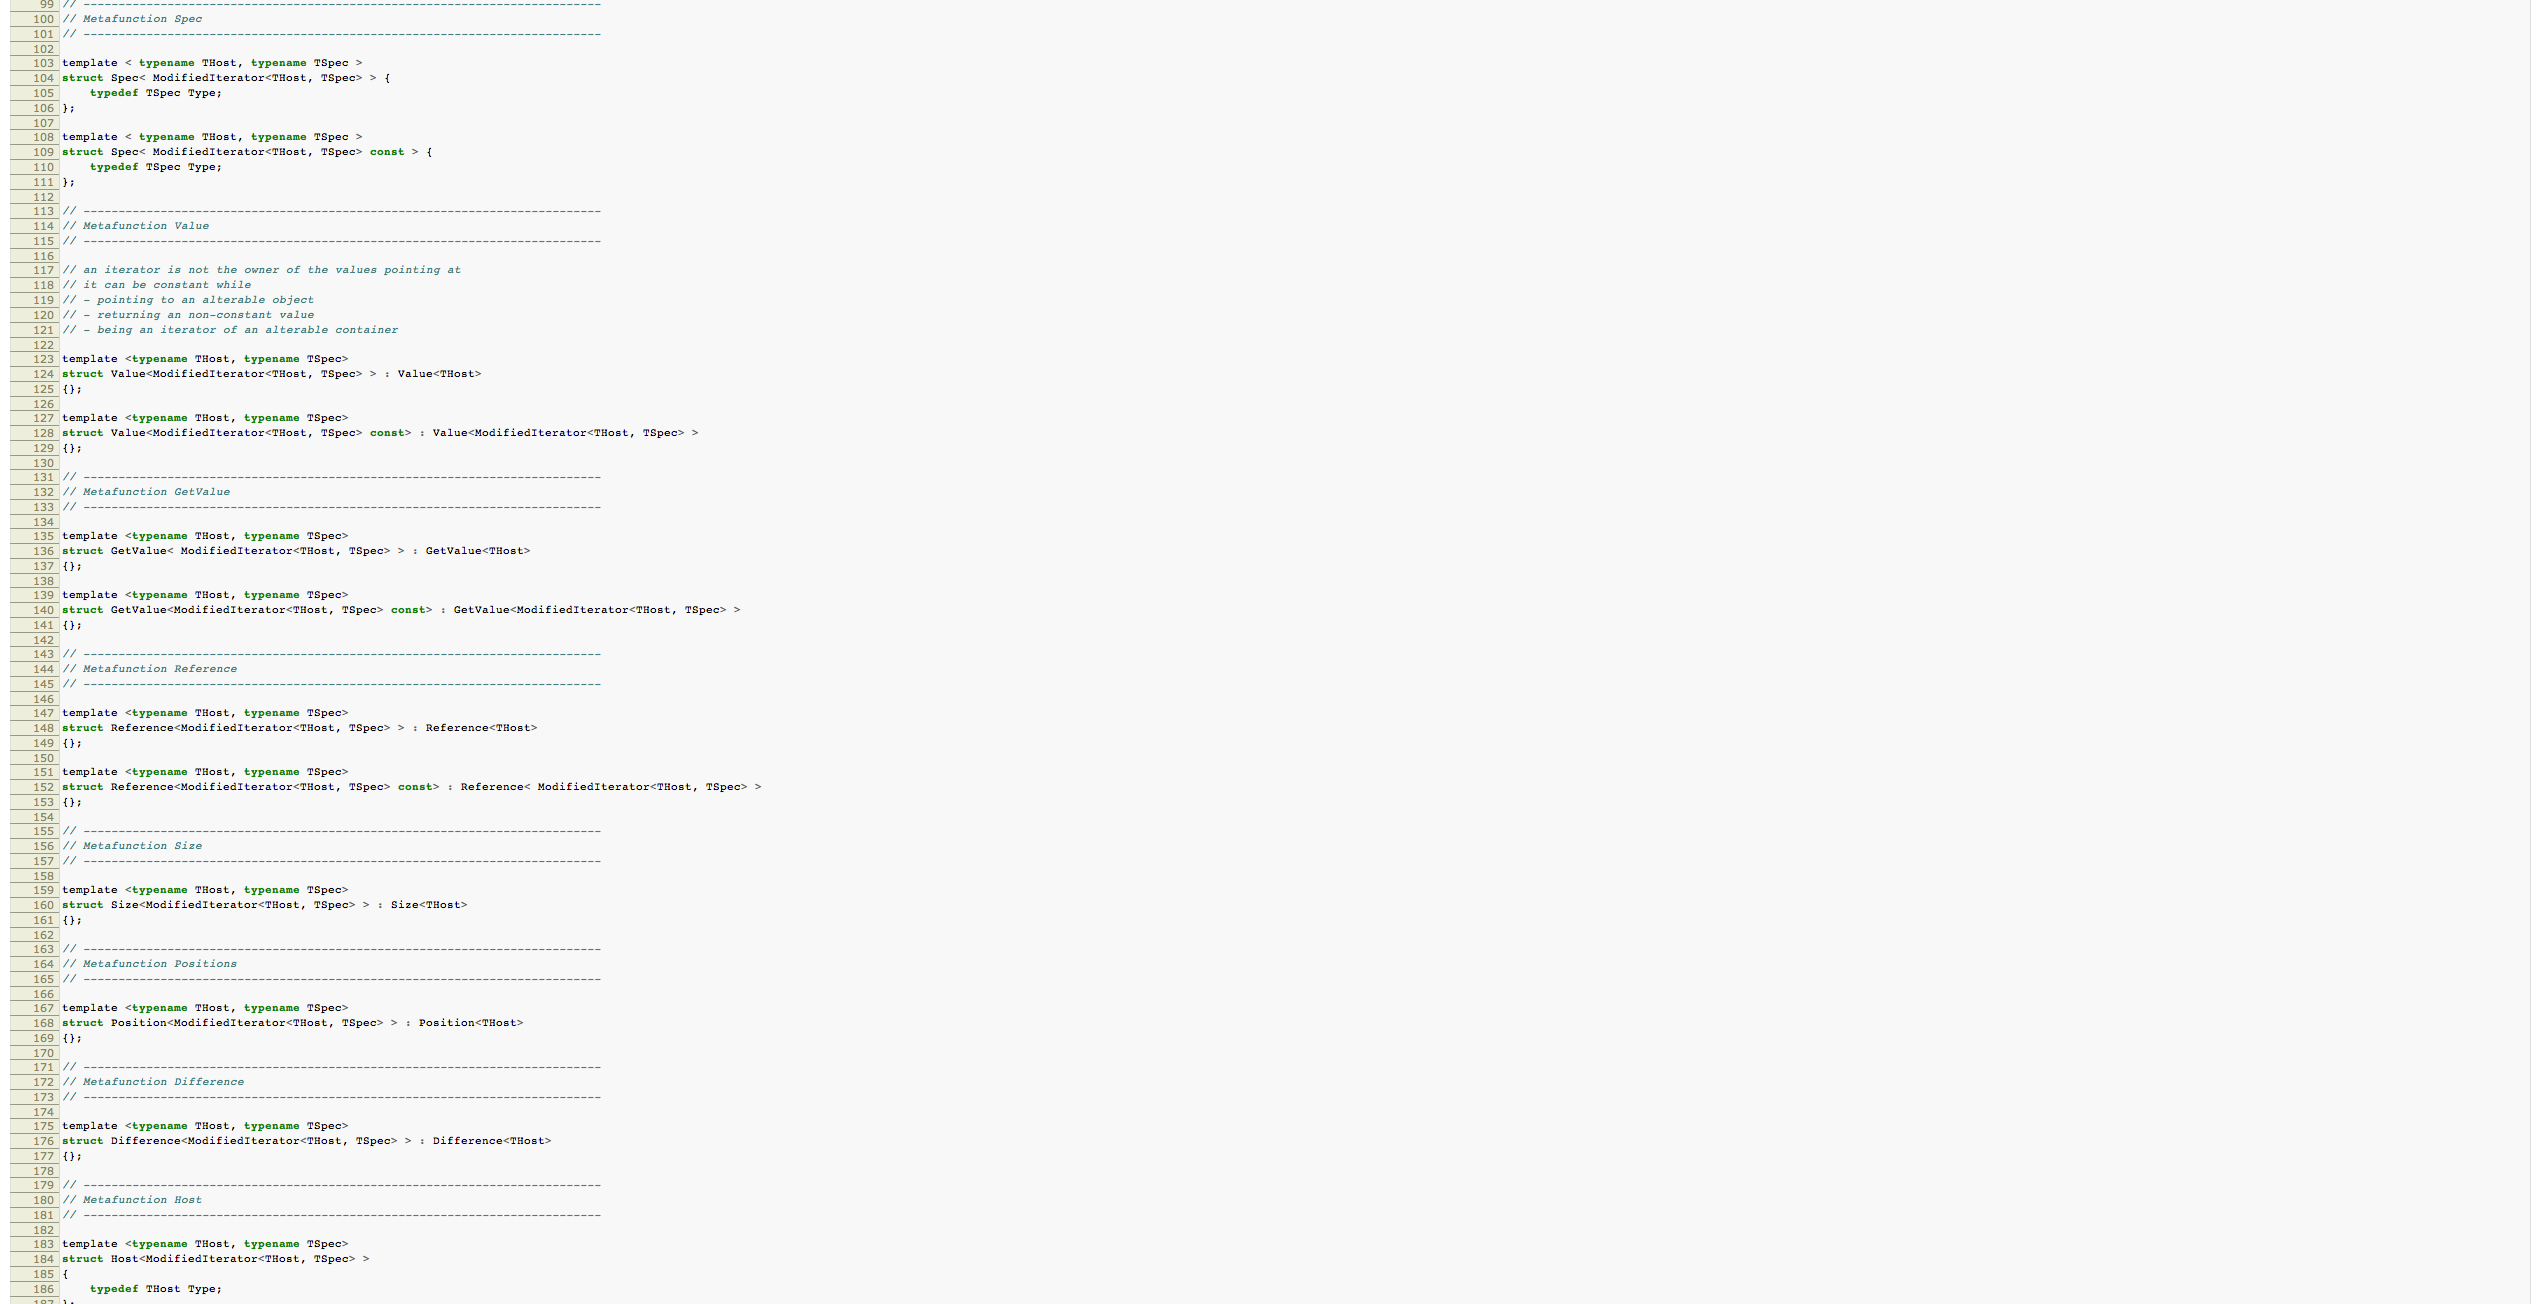 99 // --------------------------------------------------------------------------
100 // Metafunction Spec
101 // --------------------------------------------------------------------------
102
103 template < typename THost, typename TSpec >
104 struct Spec< ModifiedIterator<THost, TSpec> > {
105     typedef TSpec Type;
106 };
107
108 template < typename THost, typename TSpec >
109 struct Spec< ModifiedIterator<THost, TSpec> const > {
110     typedef TSpec Type;
111 };
112
113 // --------------------------------------------------------------------------
114 // Metafunction Value
115 // --------------------------------------------------------------------------
116
117 // an iterator is not the owner of the values pointing at
118 // it can be constant while
119 // - pointing to an alterable object
120 // - returning an non-constant value
121 // - being an iterator of an alterable container
122
123 template <typename THost, typename TSpec>
124 struct Value<ModifiedIterator<THost, TSpec> > : Value<THost>
125 {};
126
127 template <typename THost, typename TSpec>
128 struct Value<ModifiedIterator<THost, TSpec> const> : Value<ModifiedIterator<THost, TSpec> >
129 {};
130
131 // --------------------------------------------------------------------------
132 // Metafunction GetValue
133 // --------------------------------------------------------------------------
134
135 template <typename THost, typename TSpec>
136 struct GetValue< ModifiedIterator<THost, TSpec> > : GetValue<THost>
137 {};
138
139 template <typename THost, typename TSpec>
140 struct GetValue<ModifiedIterator<THost, TSpec> const> : GetValue<ModifiedIterator<THost, TSpec> >
141 {};
142
143 // --------------------------------------------------------------------------
144 // Metafunction Reference
145 // --------------------------------------------------------------------------
146
147 template <typename THost, typename TSpec>
148 struct Reference<ModifiedIterator<THost, TSpec> > : Reference<THost>
149 {};
150
151 template <typename THost, typename TSpec>
152 struct Reference<ModifiedIterator<THost, TSpec> const> : Reference< ModifiedIterator<THost, TSpec> >
153 {};
154
155 // --------------------------------------------------------------------------
156 // Metafunction Size
157 // --------------------------------------------------------------------------
158
159 template <typename THost, typename TSpec>
160 struct Size<ModifiedIterator<THost, TSpec> > : Size<THost>
161 {};
162
163 // --------------------------------------------------------------------------
164 // Metafunction Positions
165 // --------------------------------------------------------------------------
166
167 template <typename THost, typename TSpec>
168 struct Position<ModifiedIterator<THost, TSpec> > : Position<THost>
169 {};
170
171 // --------------------------------------------------------------------------
172 // Metafunction Difference
173 // --------------------------------------------------------------------------
174
175 template <typename THost, typename TSpec>
176 struct Difference<ModifiedIterator<THost, TSpec> > : Difference<THost>
177 {};
178
179 // --------------------------------------------------------------------------
180 // Metafunction Host
181 // --------------------------------------------------------------------------
182
183 template <typename THost, typename TSpec>
184 struct Host<ModifiedIterator<THost, TSpec> >
185 {
186     typedef THost Type;
187 };